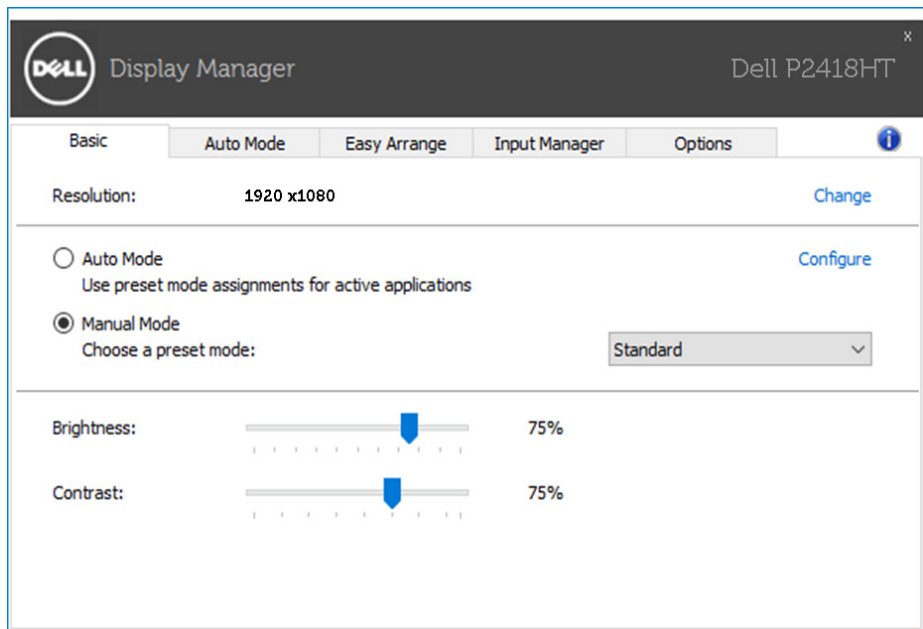 DELL Display Manager Dell P2418HT
x
Basic Auto Mode Easy Arrange Input Manager Options i
Resolution: 1920 x1080 Change
Auto Mode Configure
Use preset mode assignments for active applications
Manual Mode
Choose a preset mode: Standard
Brightness: 75%
Contrast: 75%